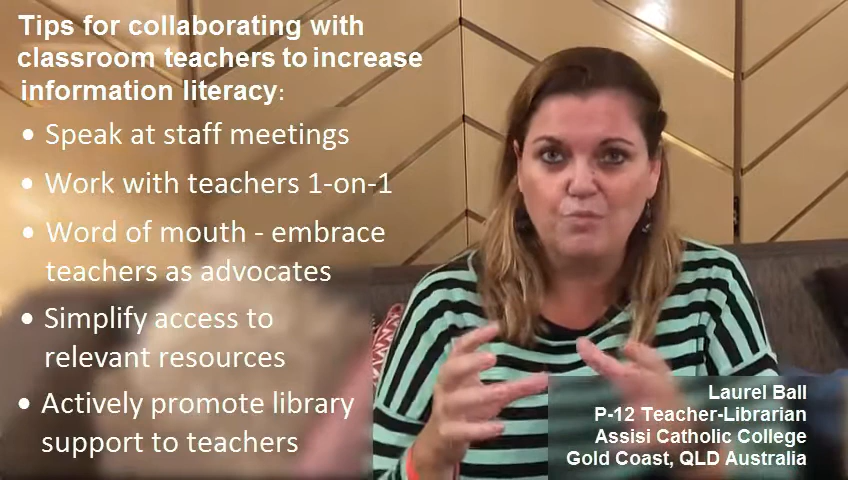 Tips for collaborating with
classroom teachers to increase
information literacy:
• Speak at staff meetings
• Work with teachers 1-on-1
• Word of mouth - embrace
teachers as advocates
• Simplify access to
relevant resources
• Actively promote library
support to teachers
Laurel Ball
P-12 Teacher-Librarian
Assisi Catholic College
Gold Coast, QLD Australia